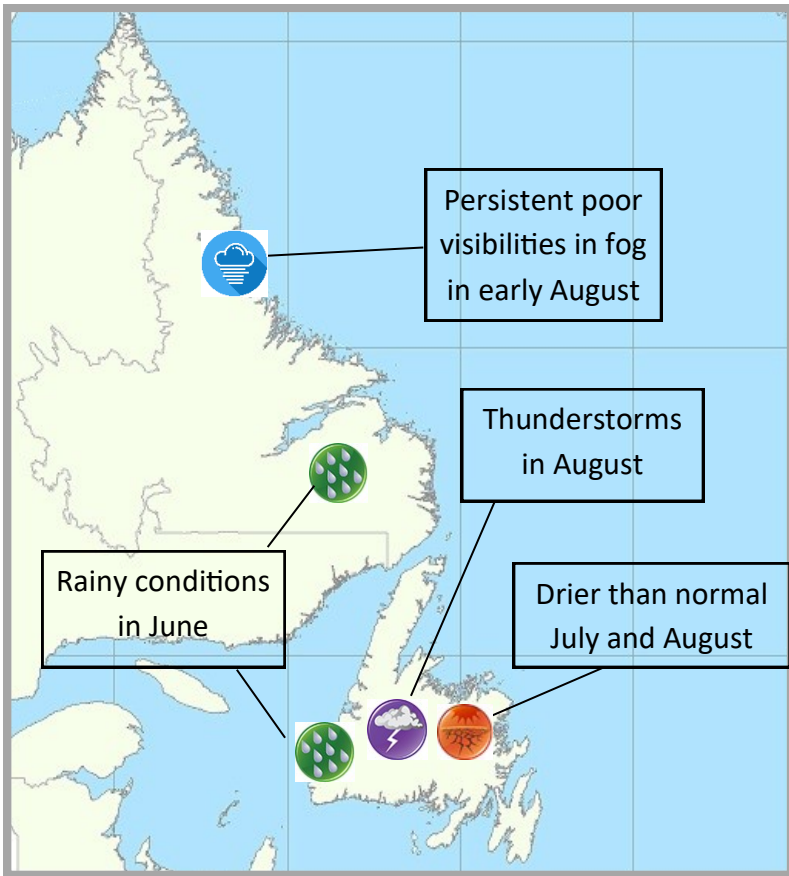 Persistent poor
visibilities in fog
in early August
Thunderstorms
in August
Rainy conditions
in June
Drier than normal
July and August